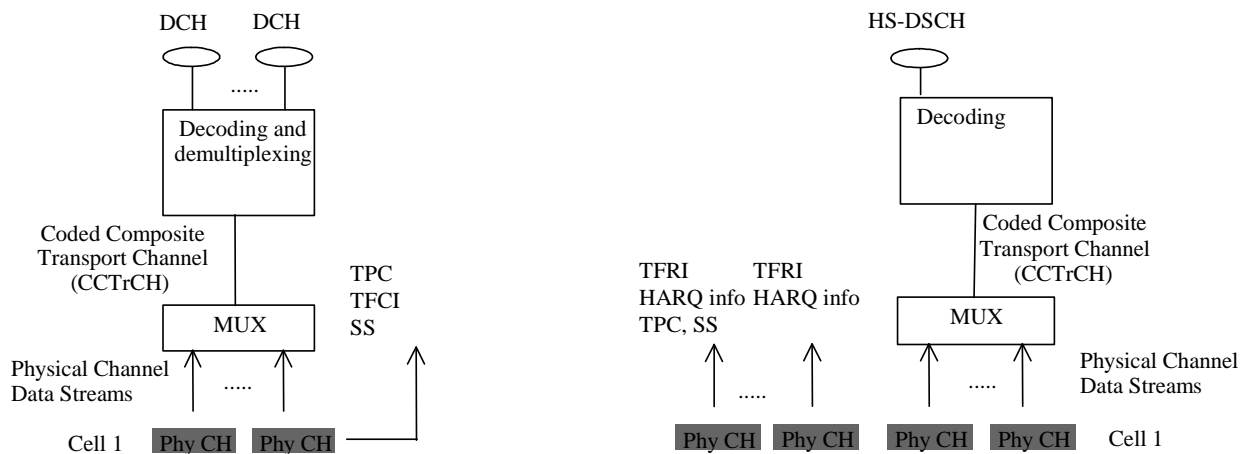 DCH DCH
.....
Decoding and
demultiplexing
Coded Composite
Transport Channel
(CCTrCH)
TPC
TFCI
SS
MUX
Physical Channel
Data Streams
.....
Cell 1 Phy CH Phy CH
HS-DSCH
Decoding
Coded Composite
Transport Channel
(CCTrCH)
TFRI
HARQ info
TPC, SS
TFRI
HARQ info
MUX
Physical Channel
Data Streams
.....
.....
Phy CH Phy CH Phy CH Phy CH Cell 1